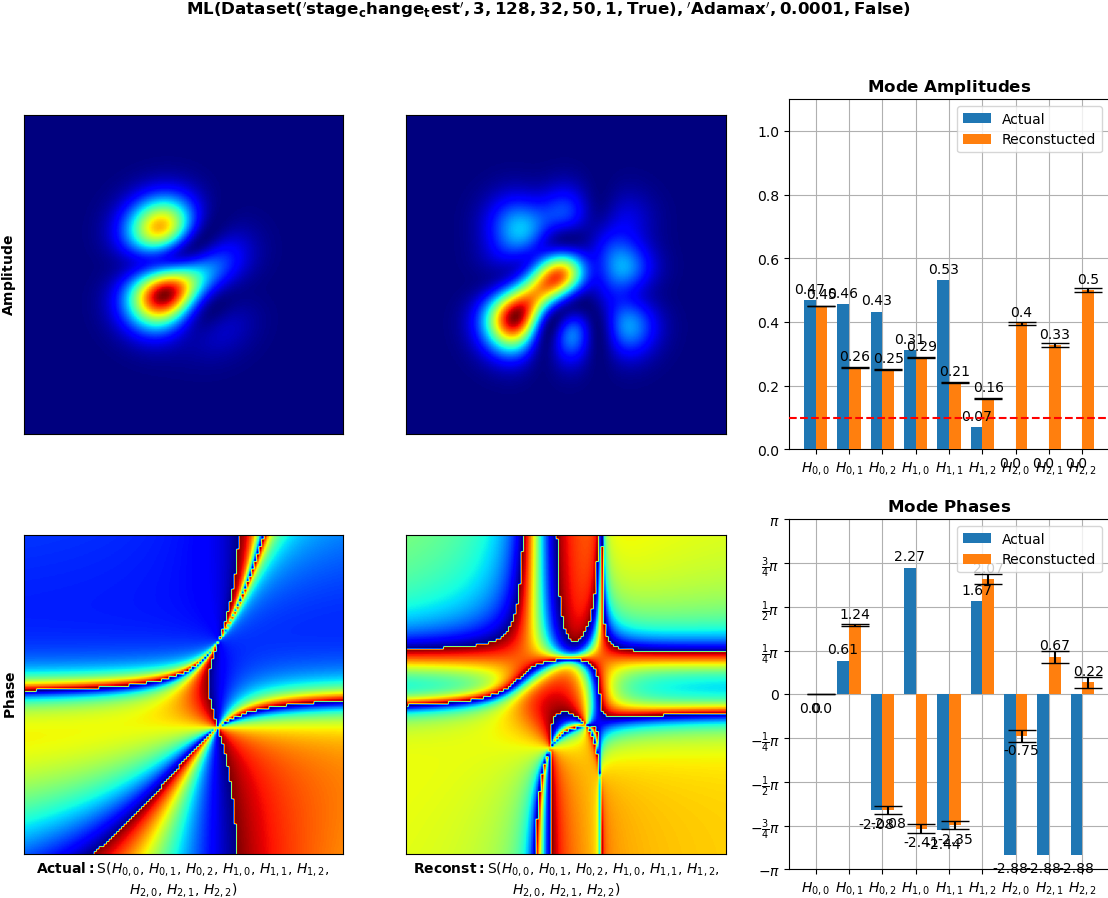 ML(Dataset('stage_change_test', 3, 128, 32, 50, 1, True), 'Adamax', 0.0001, False)
Amplitude
Mode Amplitudes
Actual
Reconstucted
1.0
0.8
0.6
0.4
0.2
0.0
0.47 0.45 0.46 0.26 0.43 0.25 0.31 0.29 0.53 0.21 0.07 0.16 0.0 0.4 0.0 0.33 0.0 0.5
H0,0 H0,1 H0,2 H1,0 H1,1 H1,2 H2,0 H2,1 H2,2
Phase
Actual: S(H0,0, H0,1, H0,2, H1,0, H1,1, H1,2,
H2,0, H2,1, H2,2)
Reconst: S(H0,0, H0,1, H0,2, H1,0, H1,1, H1,2,
H2,0, H2,1, H2,2)
Mode Phases
Actual
Reconstucted
π
3/4π
1/2π
1/4π
0
−1/4π
−1/2π
−3/4π
−π
0.0 0.0 0.61 1.24 -2.08 -2.08 2.27 -2.41 -2.44 -2.35 1.67 2.07 -2.88 -0.75 -2.88 0.67 -2.88 0.22
H0,0 H0,1 H0,2 H1,0 H1,1 H1,2 H2,0 H2,1 H2,2